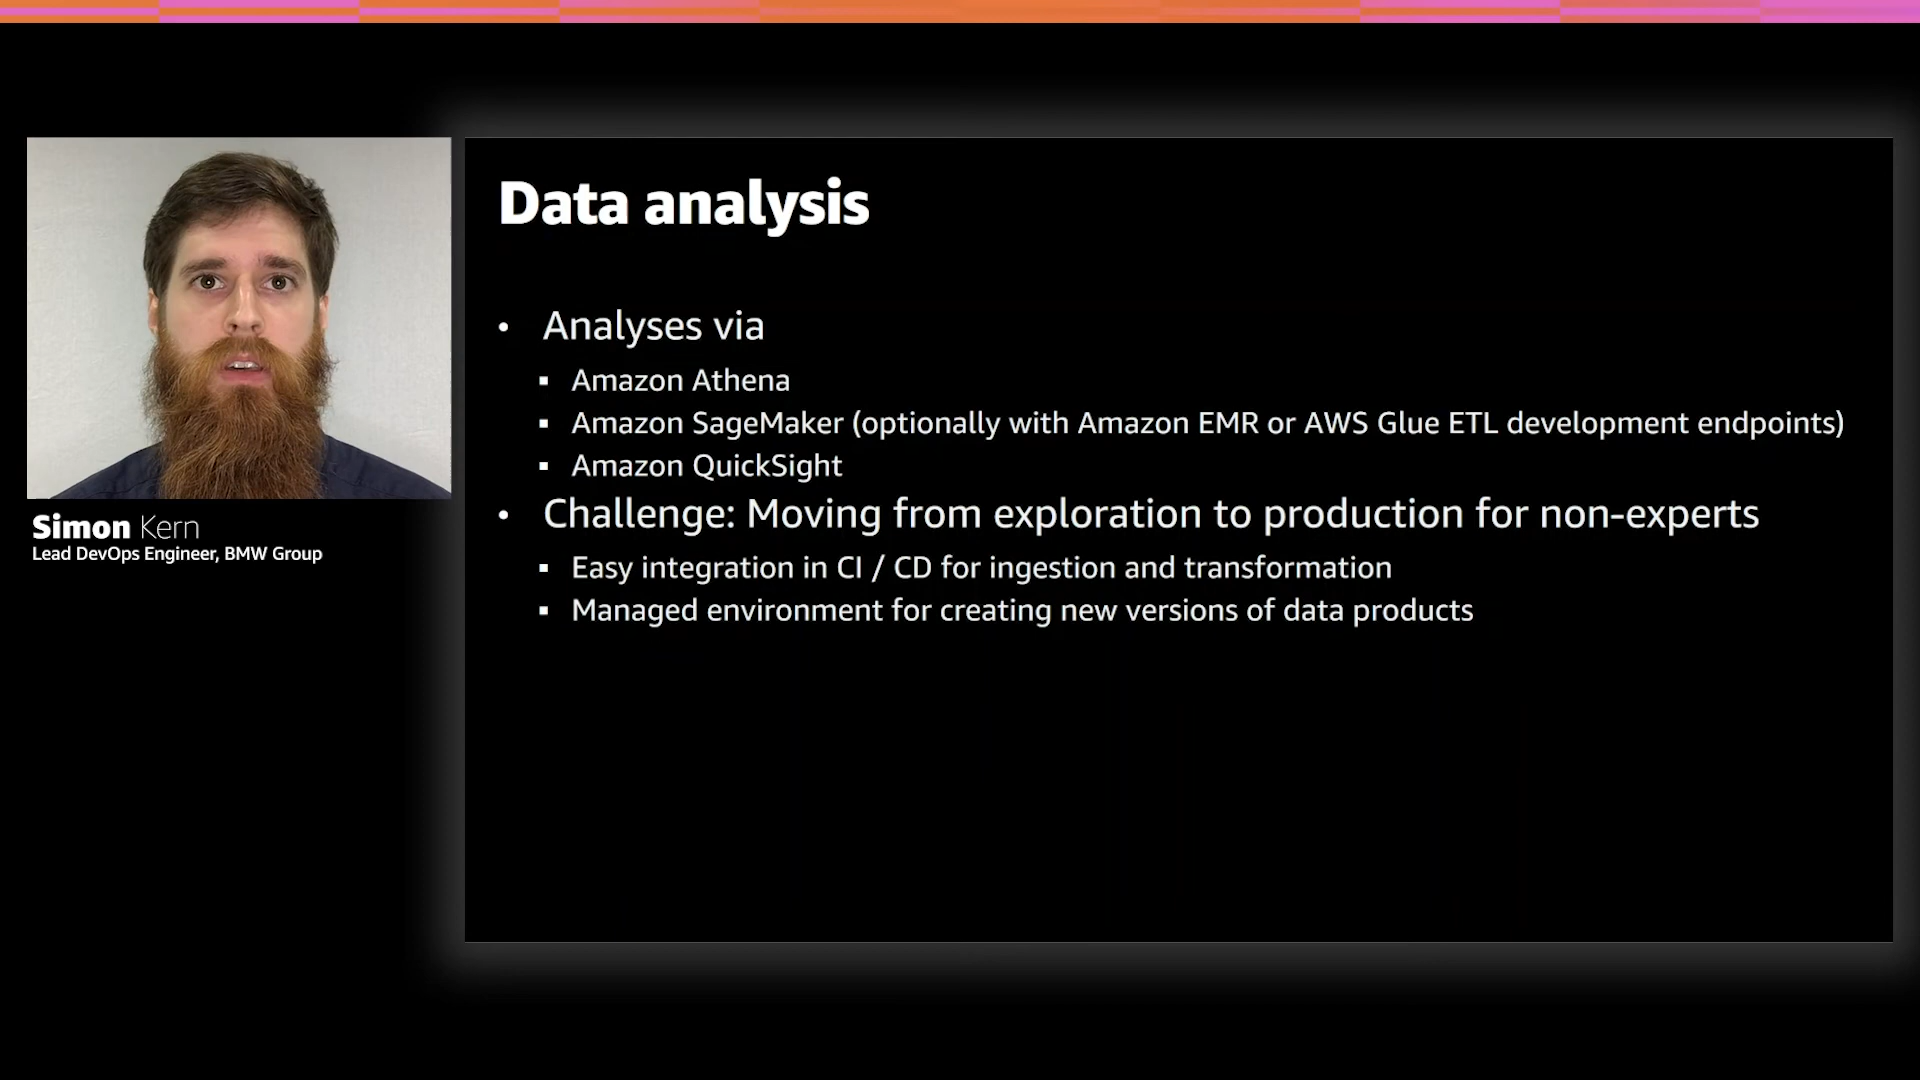 Data analysis
• Analyses via
▪ Amazon Athena
▪ Amazon SageMaker (optionally with Amazon EMR or AWS Glue ETL development endpoints)
▪ Amazon QuickSight
• Challenge: Moving from exploration to production for non-experts
▪ Easy integration in CI / CD for ingestion and transformation
▪ Managed environment for creating new versions of data products
Simon Kern
Lead DevOps Engineer, BMW Group